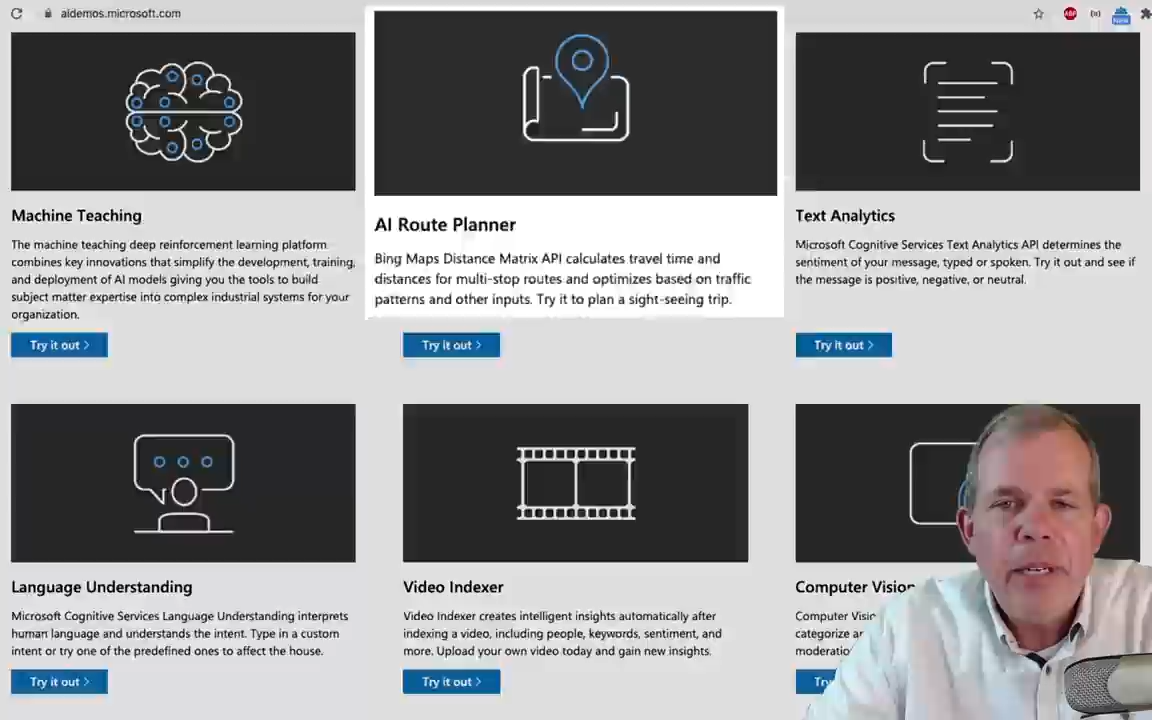 aidemos.microsoft.com
ABP
New
Machine Teaching
The machine teaching deep reinforcement learning platform
combines key innovations that simplify the development, training,
and deployment of AI models giving you the tools to build
subject matter expertise into complex industrial systems for your
organization.
Try it out
AI Route Planner
Bing Maps Distance Matrix API calculates travel time and
distances for multi-stop routes and optimizes based on traffic
patterns and other inputs. Try it to plan a sight-seeing trip.
Try it out
Text Analytics
Microsoft Cognitive Services Text Analytics API determines the
sentiment of your message, typed or spoken. Try it out and see if
the message is positive, negative, or neutral.
Try it out
Language Understanding
Microsoft Cognitive Services Language Understanding interprets
human language and understands the intent. Type in a custom
intent or try one of the predefined ones to affect the house.
Try it out
Video Indexer
Video Indexer creates intelligent insights automatically after
indexing a video, including people, keywords, sentiment, and
more. Upload your own video today and gain new insights.
Try it out
Computer Vision
Computer Vis
categorize
moderatio
Try